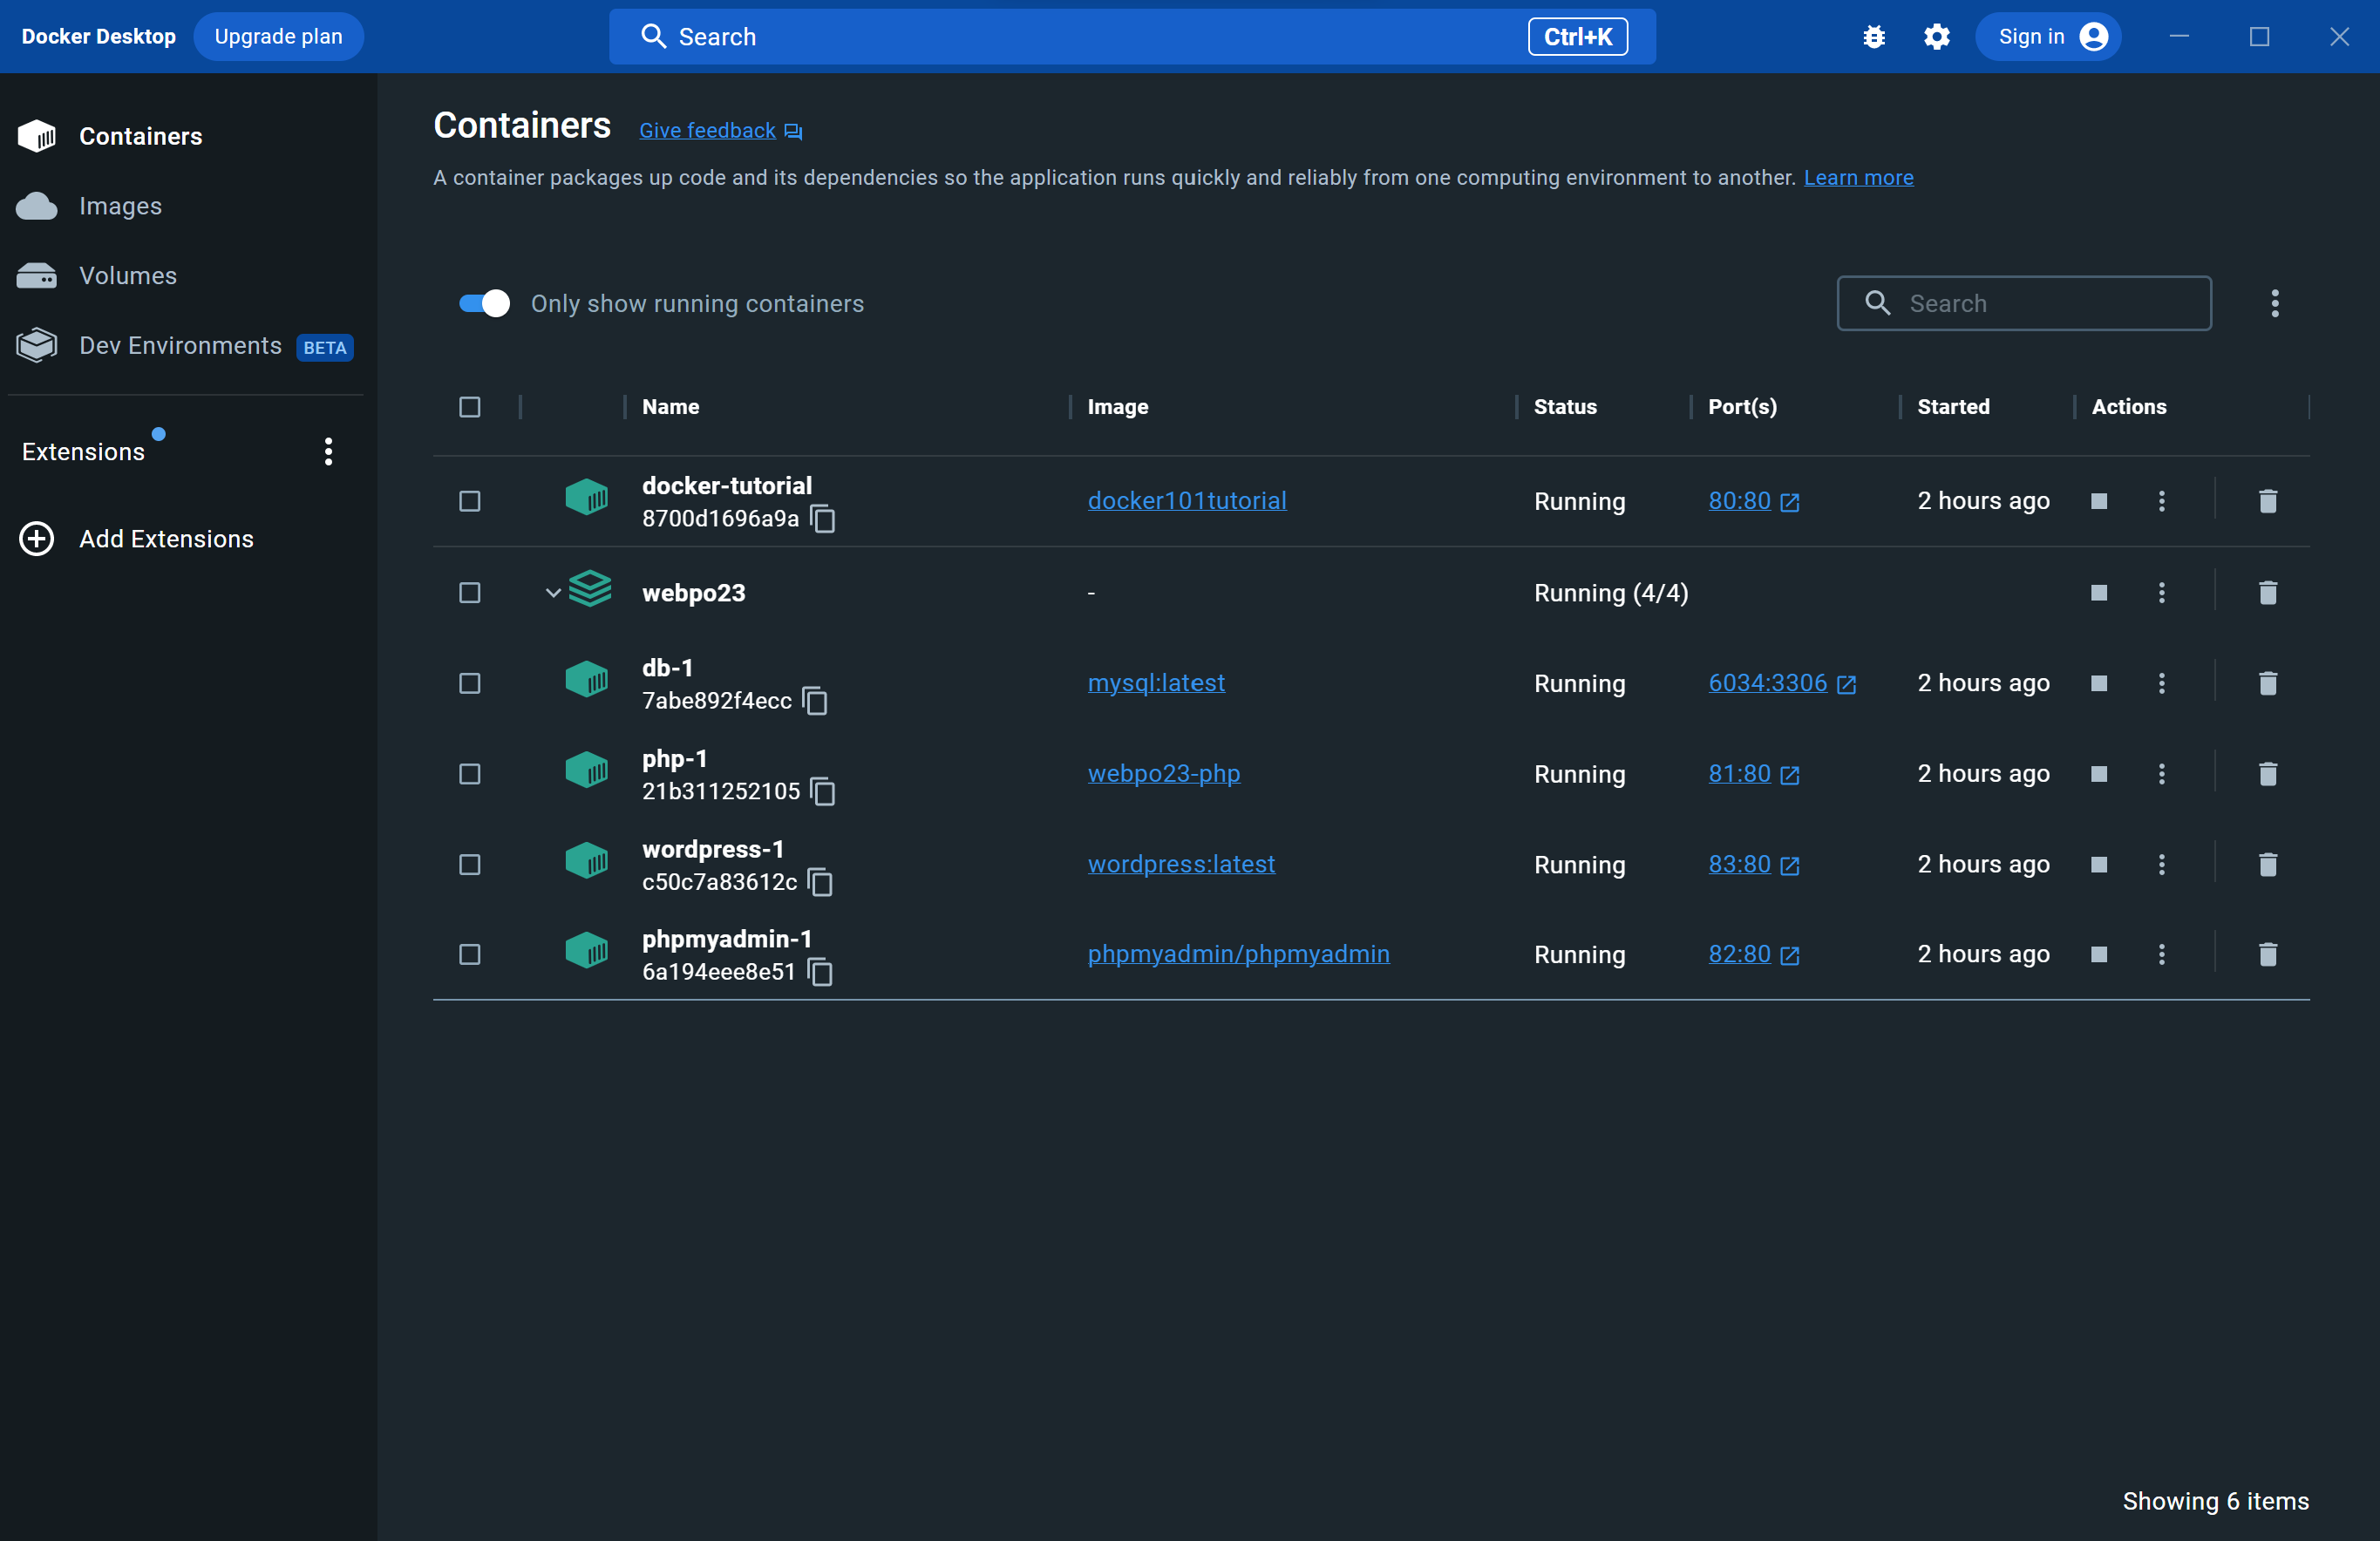 Docker Desktop Upgrade plan Search Ctrl+K Sign in
Containers
Images
Volumes
Dev Environments BETA
Extensions
Add Extensions
Containers Give feedback
A container packages up code and its dependencies so the application runs quickly and reliably from one computing environment to another. Learn more
Only show running containers Search
Name Image Status Port(s) Started Actions
docker-tutorial
8700d1696a9a docker101tutorial Running 80:80 2 hours ago
webpo23 - Running (4/4)
db-1
7abe892f4ecc mysql:latest Running 6034:3306 2 hours ago
php-1
21b311252105 webpo23-php Running 81:80 2 hours ago
wordpress-1
c50c7a83612c wordpress:latest Running 83:80 2 hours ago
phpmyadmin-1
6a194eee8e51 phpmyadmin/phpmyadmin Running 82:80 2 hours ago
Showing 6 items